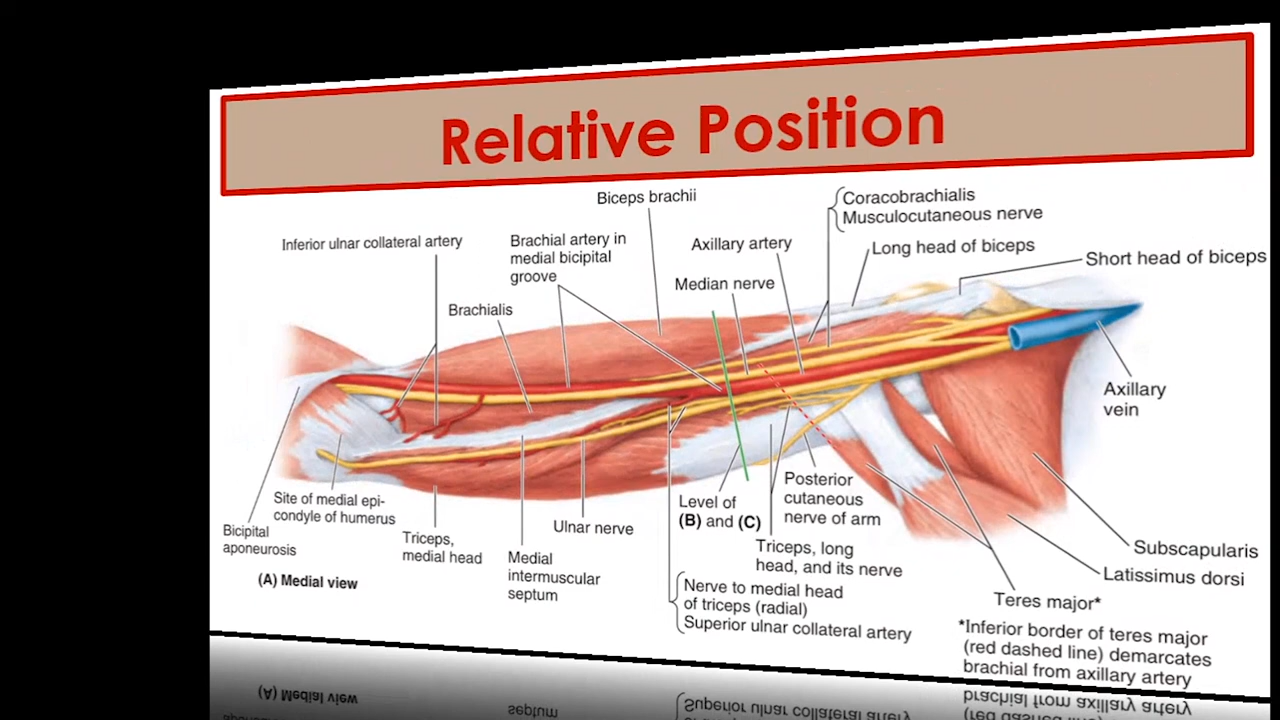 Relative Position
Biceps brachii
Coracobrachialis
Musculocutaneous nerve
Inferior ulnar collateral artery
Brachial artery in
medial bicipital
groove
Axillary artery
Long head of biceps
Short head of biceps
Median nerve
Brachialis
Axillary
vein
Site of medial epi-
condyle of humerus
Bicipital
aponeurosis
Triceps,
medial head
Ulnar nerve
Medial
intermuscular
septum
Level of
(B) and (C)
Posterior
cutaneous
nerve of arm
Triceps, long
head, and its nerve
Nerve to medial head
of triceps (radial)
Superior ulnar collateral artery
Subscapularis
Latissimus dorsi
Teres major*
(A) Medial view
*Inferior border of teres major
(red dashed line) demarcates
brachial from axillary artery